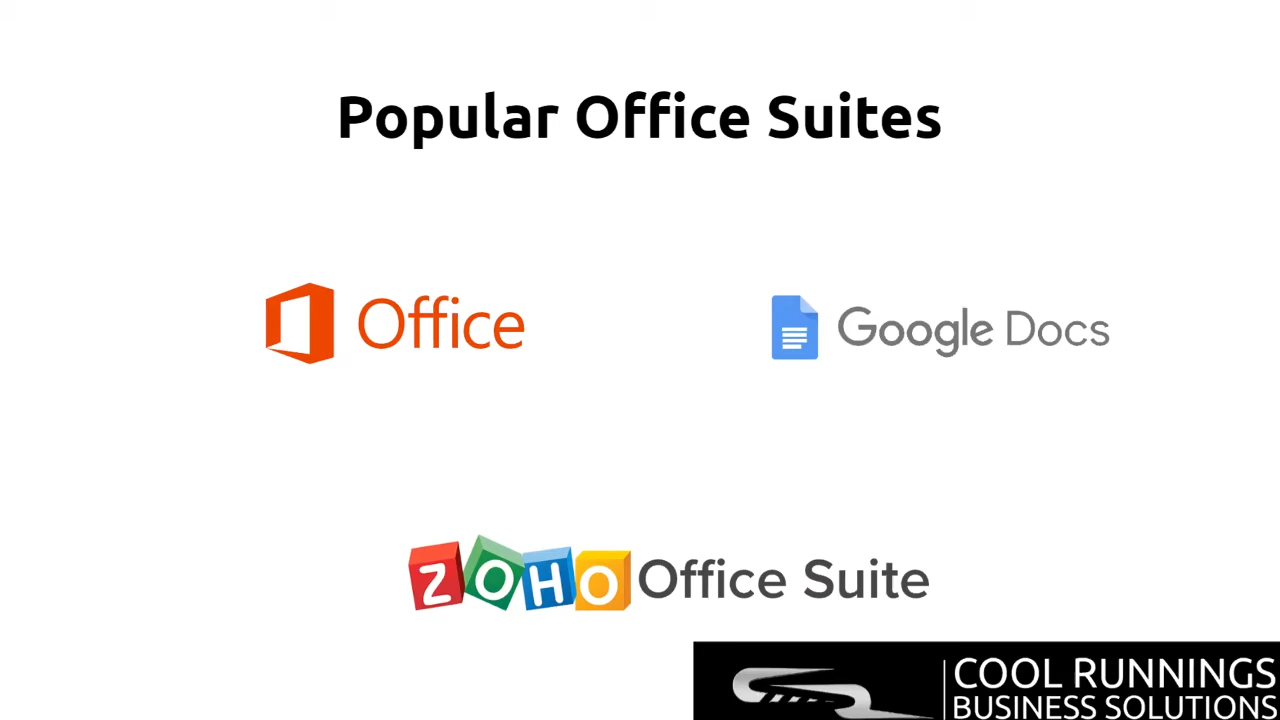 Popular Office Suites
Office
Google Docs
ZOHO Office Suite
COOL RUNNINGS
BUSINESS SOLUTIONS